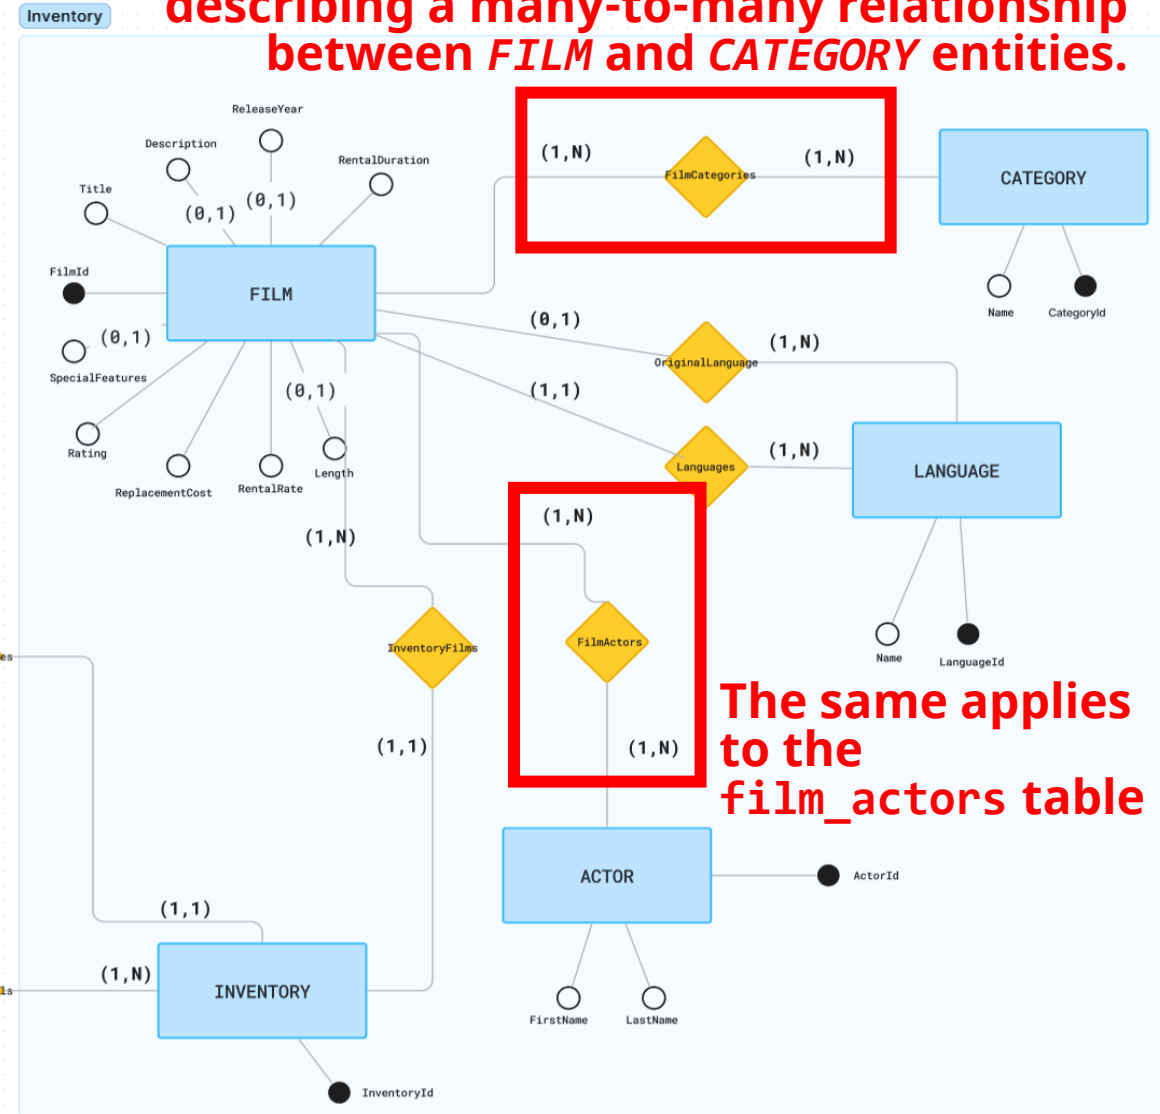 describing a many-to-many relationship
Inventory
between FILM and CATEGORY entities.
ReleaseYear
Description
RentalDuration
(1,N)
(1,N)
FilmCategories
CATEGORY
Title
(0,1)
(0,1)
FilmId
FILM
Name
CategoryId
(0,1)
(0,1)
(1,N)
OriginalLanguage
SpecialFeatures
(0,1)
(1,1)
Rating
(1,N)
Languages
LANGUAGE
Length
ReplacementCost
RentalRate
(1,N)
(1,N)
InventoryFilms
FilmActors
Name
LanguageId
es
The same applies
to the
film_actors table
(1,1)
(1,N)
ACTOR
ActorId
(1,1)
(1,N)
INVENTORY
ls
FirstName
LastName
InventoryId